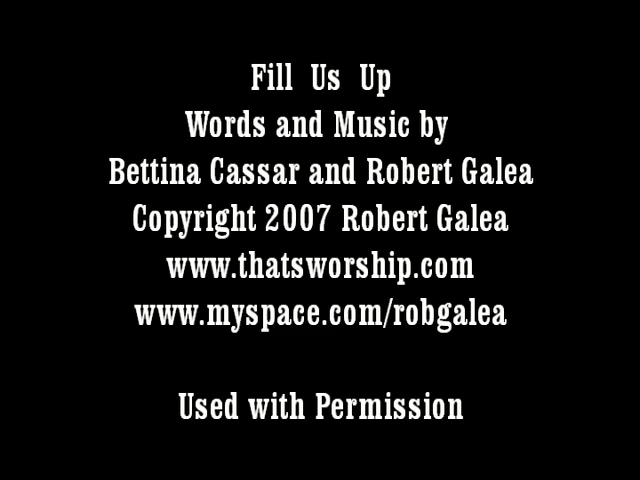 Fill Us Up
Words and Music by
Bettina Cassar and Robert Galea
Copyright 2007 Robert Galea
www.thatsworship.com
www.myspace.com/robgalea
Used with Permission